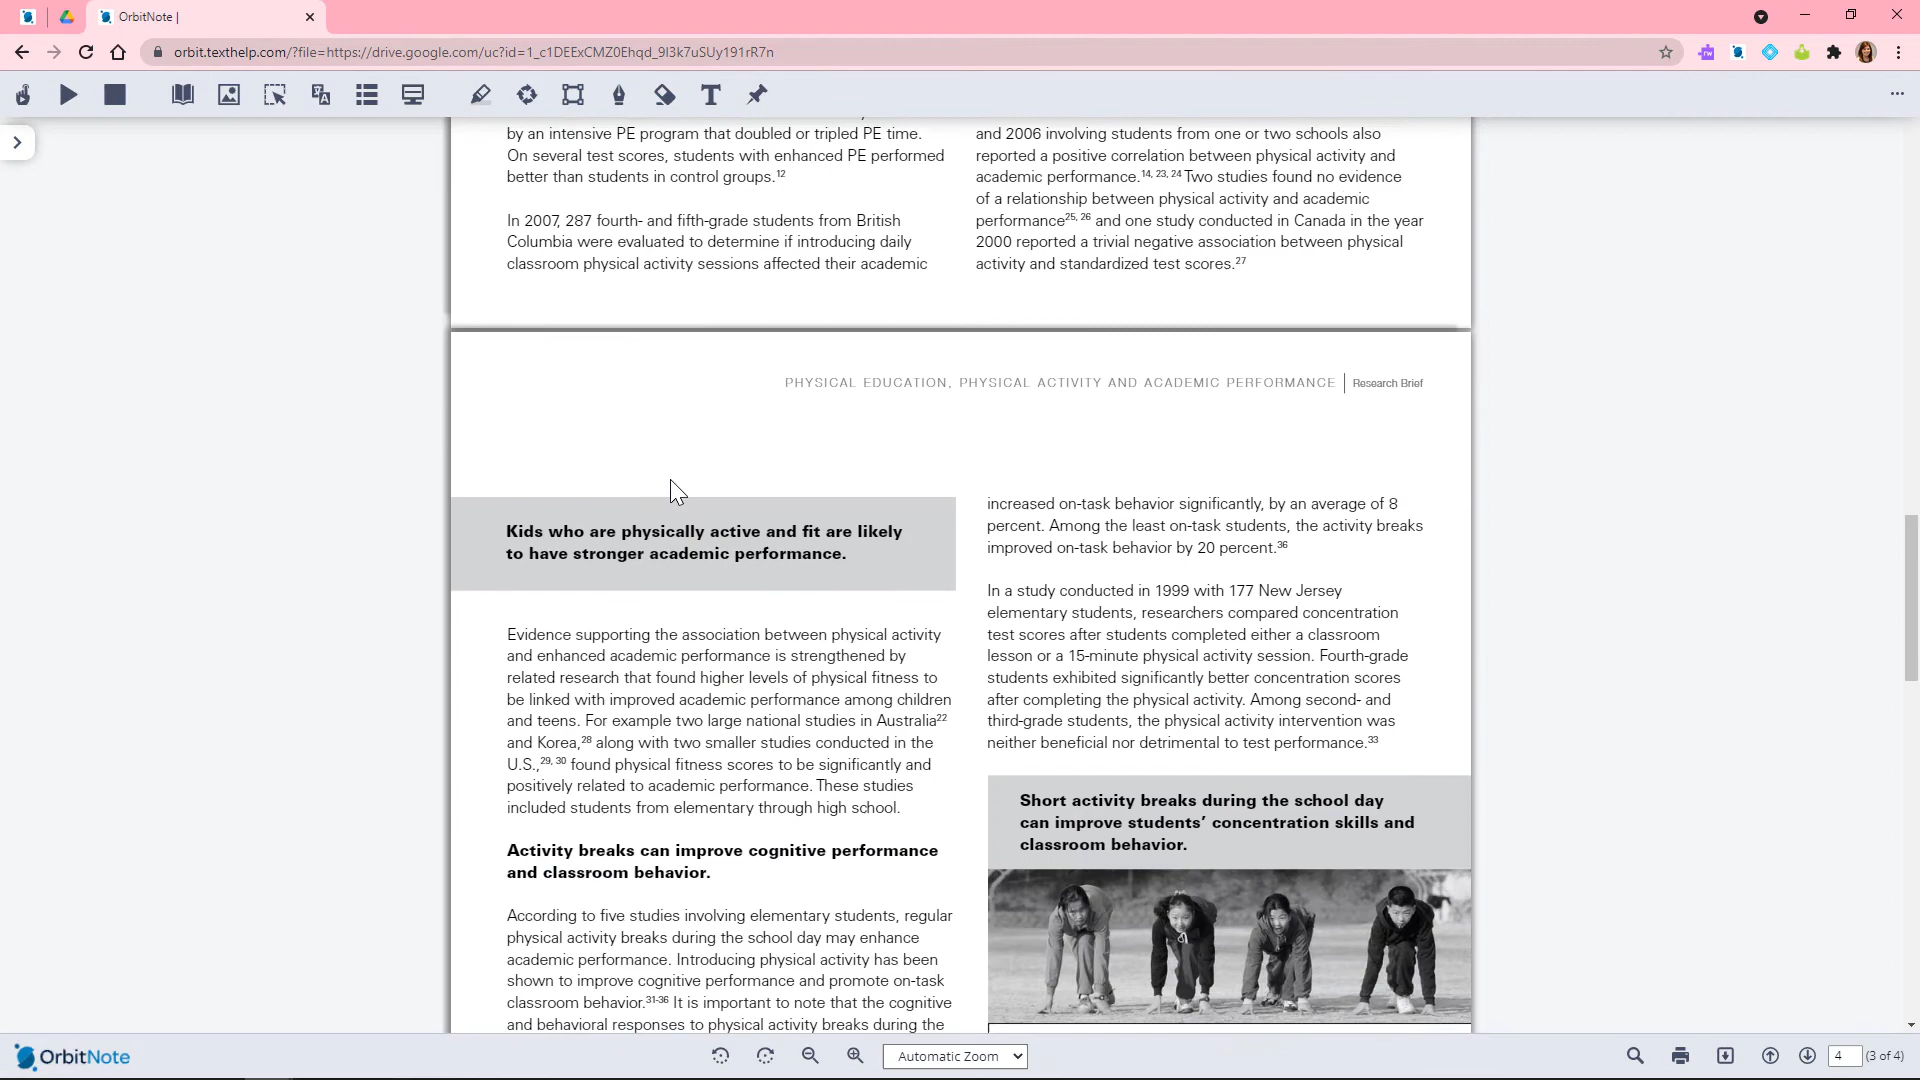 OrbitNote |
orbit.texthelp.com/?file=https://drive.google.com/uc?id=1_c1DEExCMZ0Ehqd_9I3k7uSUy191rR7n
by an intensive PE program that doubled or tripled PE time.
On several test scores, students with enhanced PE performed
better than students in control groups.12
In 2007, 287 fourth- and fifth-grade students from British
Columbia were evaluated to determine if introducing daily
classroom physical activity sessions affected their academic
and 2006 involving students from one or two schools also
reported a positive correlation between physical activity and
academic performance.14, 23, 24 Two studies found no evidence
of a relationship between physical activity and academic
performance25, 26 and one study conducted in Canada in the year
2000 reported a trivial negative association between physical
activity and standardized test scores.27
PHYSICAL EDUCATION, PHYSICAL ACTIVITY AND ACADEMIC PERFORMANCE | Research Brief
Kids who are physically active and fit are likely
to have stronger academic performance.
Evidence supporting the association between physical activity
and enhanced academic performance is strengthened by
related research that found higher levels of physical fitness to
be linked with improved academic performance among children
and teens. For example two large national studies in Australia22
and Korea,28 along with two smaller studies conducted in the
U.S.,29, 30 found physical fitness scores to be significantly and
positively related to academic performance. These studies
included students from elementary through high school.
Activity breaks can improve cognitive performance
and classroom behavior.
According to five studies involving elementary students, regular
physical activity breaks during the school day may enhance
academic performance. Introducing physical activity has been
shown to improve cognitive performance and promote on-task
classroom behavior.31-36 It is important to note that the cognitive
and behavioral responses to physical activity breaks during the
increased on-task behavior significantly, by an average of 8
percent. Among the least on-task students, the activity breaks
improved on-task behavior by 20 percent.36
In a study conducted in 1999 with 177 New Jersey
elementary students, researchers compared concentration
test scores after students completed either a classroom
lesson or a 15-minute physical activity session. Fourth-grade
students exhibited significantly better concentration scores
after completing the physical activity. Among second- and
third-grade students, the physical activity intervention was
neither beneficial nor detrimental to test performance.33
Short activity breaks during the school day
can improve students’ concentration skills and
classroom behavior.
OrbitNote
Automatic Zoom
4 (3 of 4)